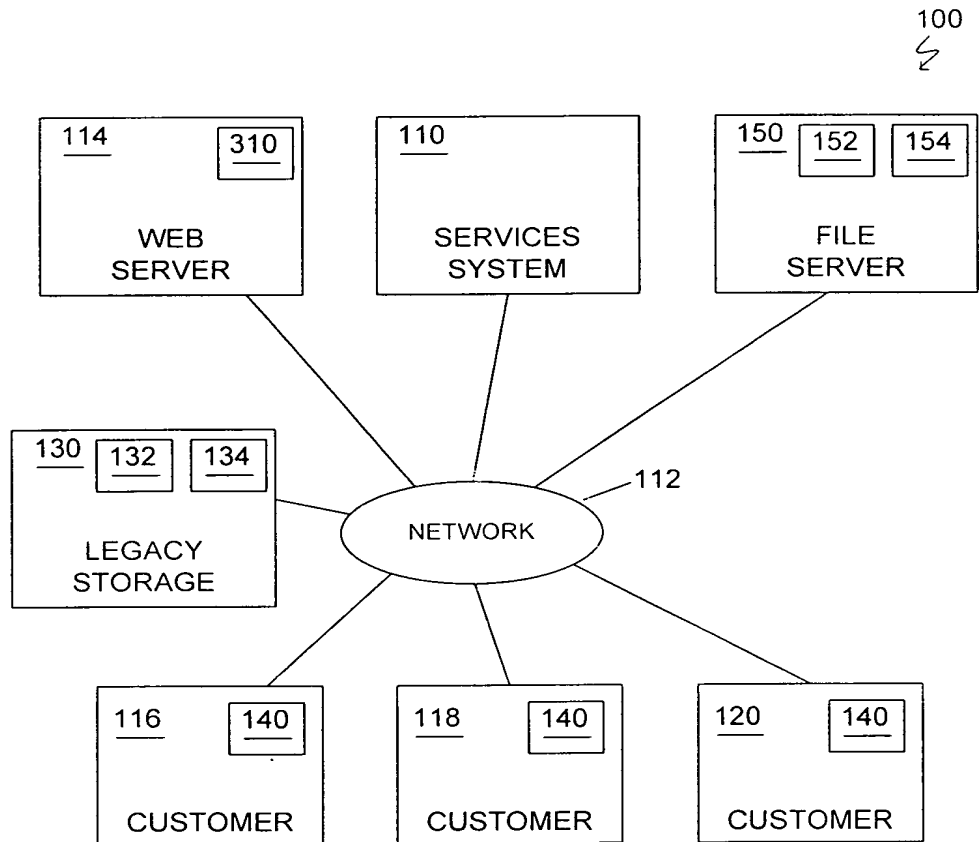 100
114
310
WEB
SERVER
110
SERVICES
SYSTEM
150
152
154
FILE
SERVER
130
132
134
LEGACY
STORAGE
NETWORK
112
116
140
CUSTOMER
118
140
CUSTOMER
120
140
CUSTOMER